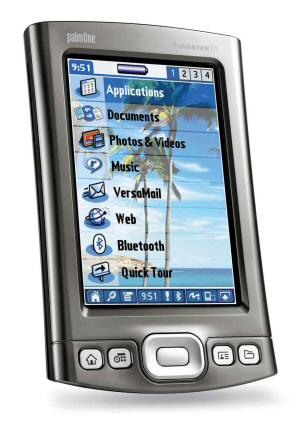 palmOne
TUNGSTEN
9:51
1 2 3 4
Applications
Documents
Photos & Videos
Music
VersaMail
Web
Bluetooth
Quick Tour
9:51